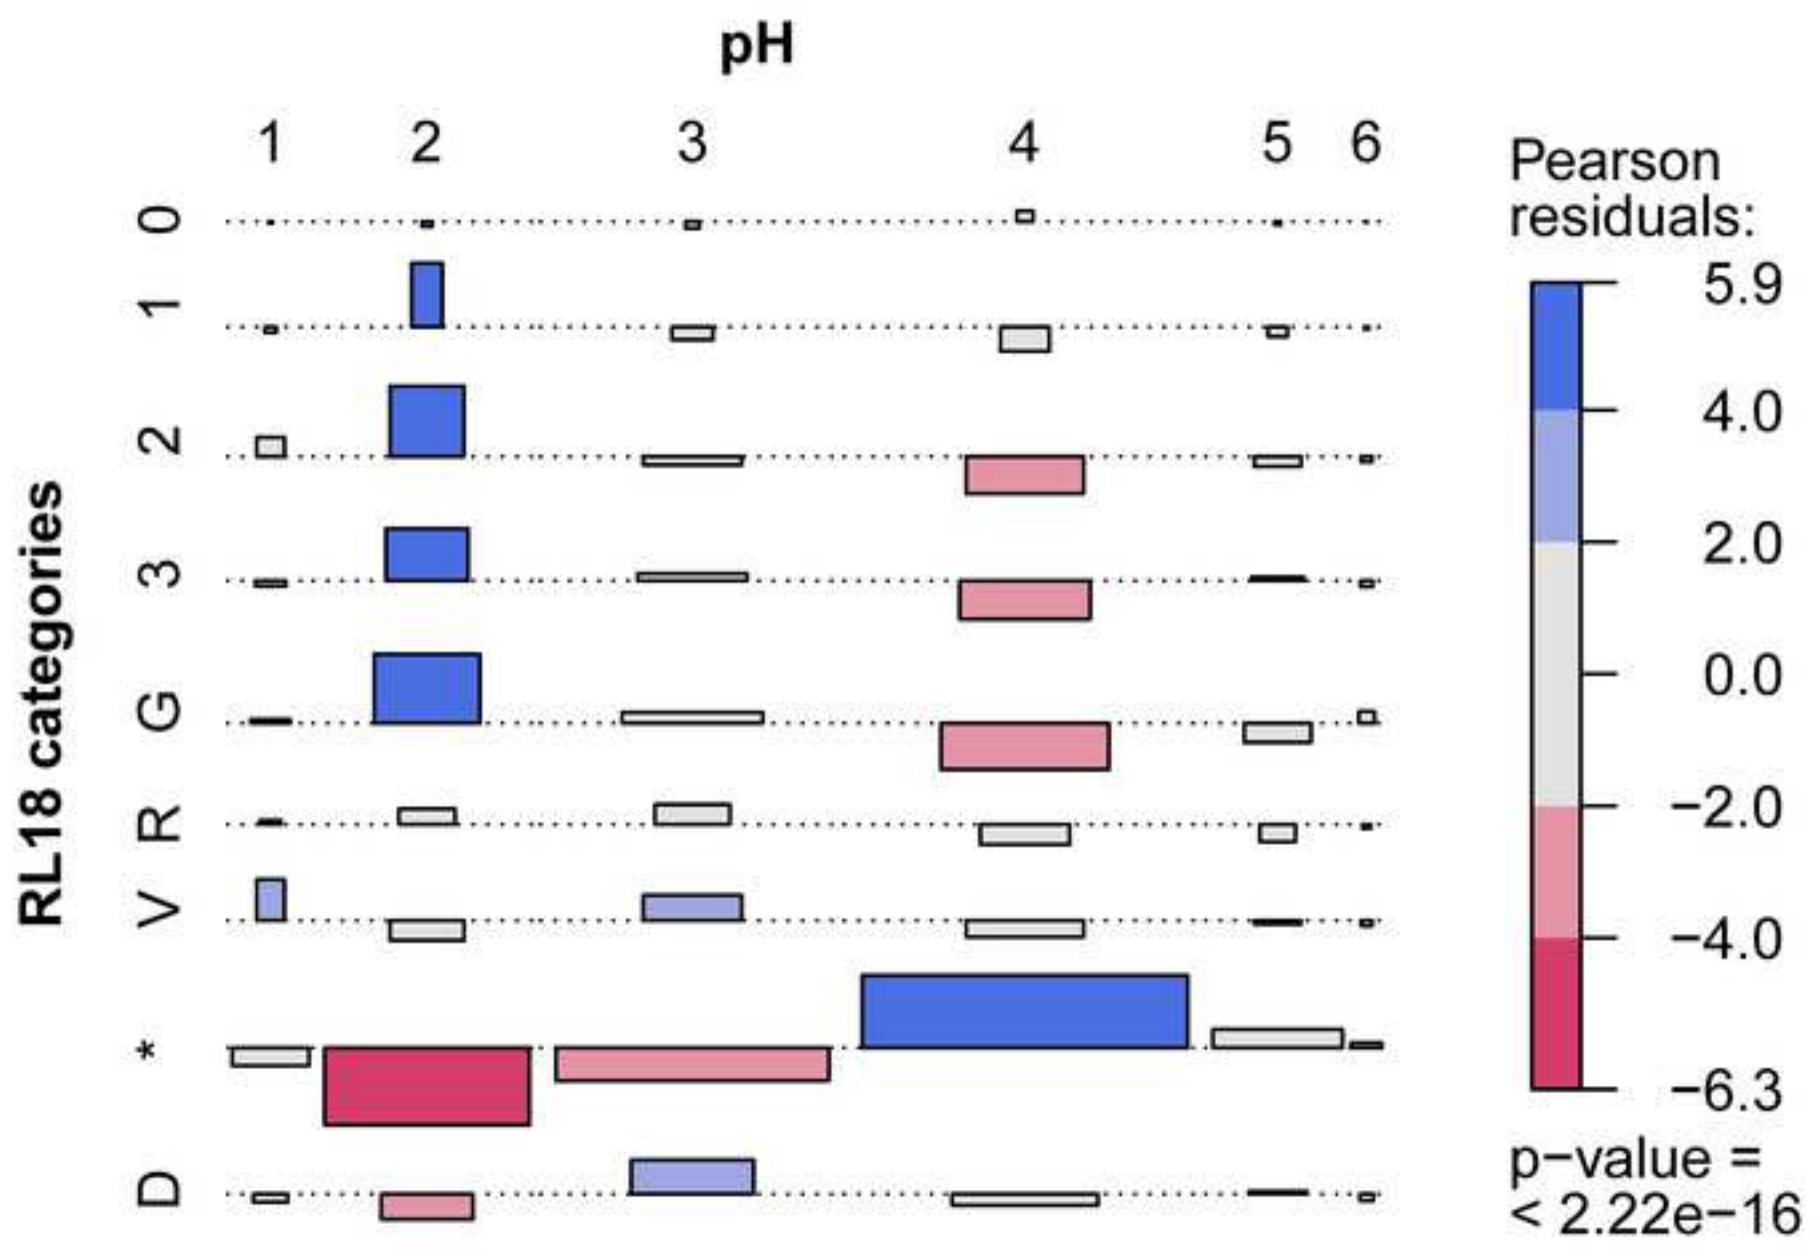 pH
1 2 3 4 5 6
RL18 categories
0
1
2
3
G
R
V
*
D
Pearson
residuals:
5.9
4.0
2.0
0.0
−2.0
−4.0
−6.3
p−value =
< 2.22e−16